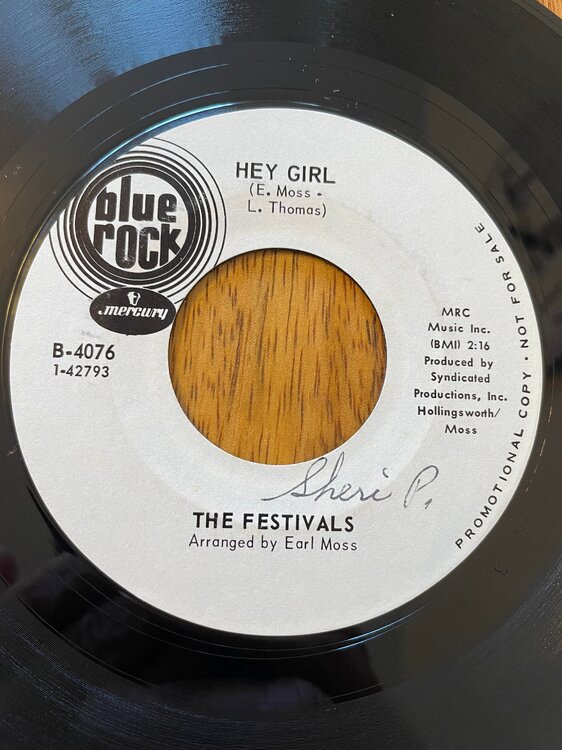 HEY GIRL
(E. Moss -
L. Thomas)
blue
rock
mercury
B-4076
1-42793
MRC
Music Inc.
(BMI) 2:16
Produced by
Syndicated
Productions, Inc.
Hollingsworth/
Moss
PROMOTIONAL COPY · NOT FOR SALE
Sheri P.
THE FESTIVALS
Arranged by Earl Moss